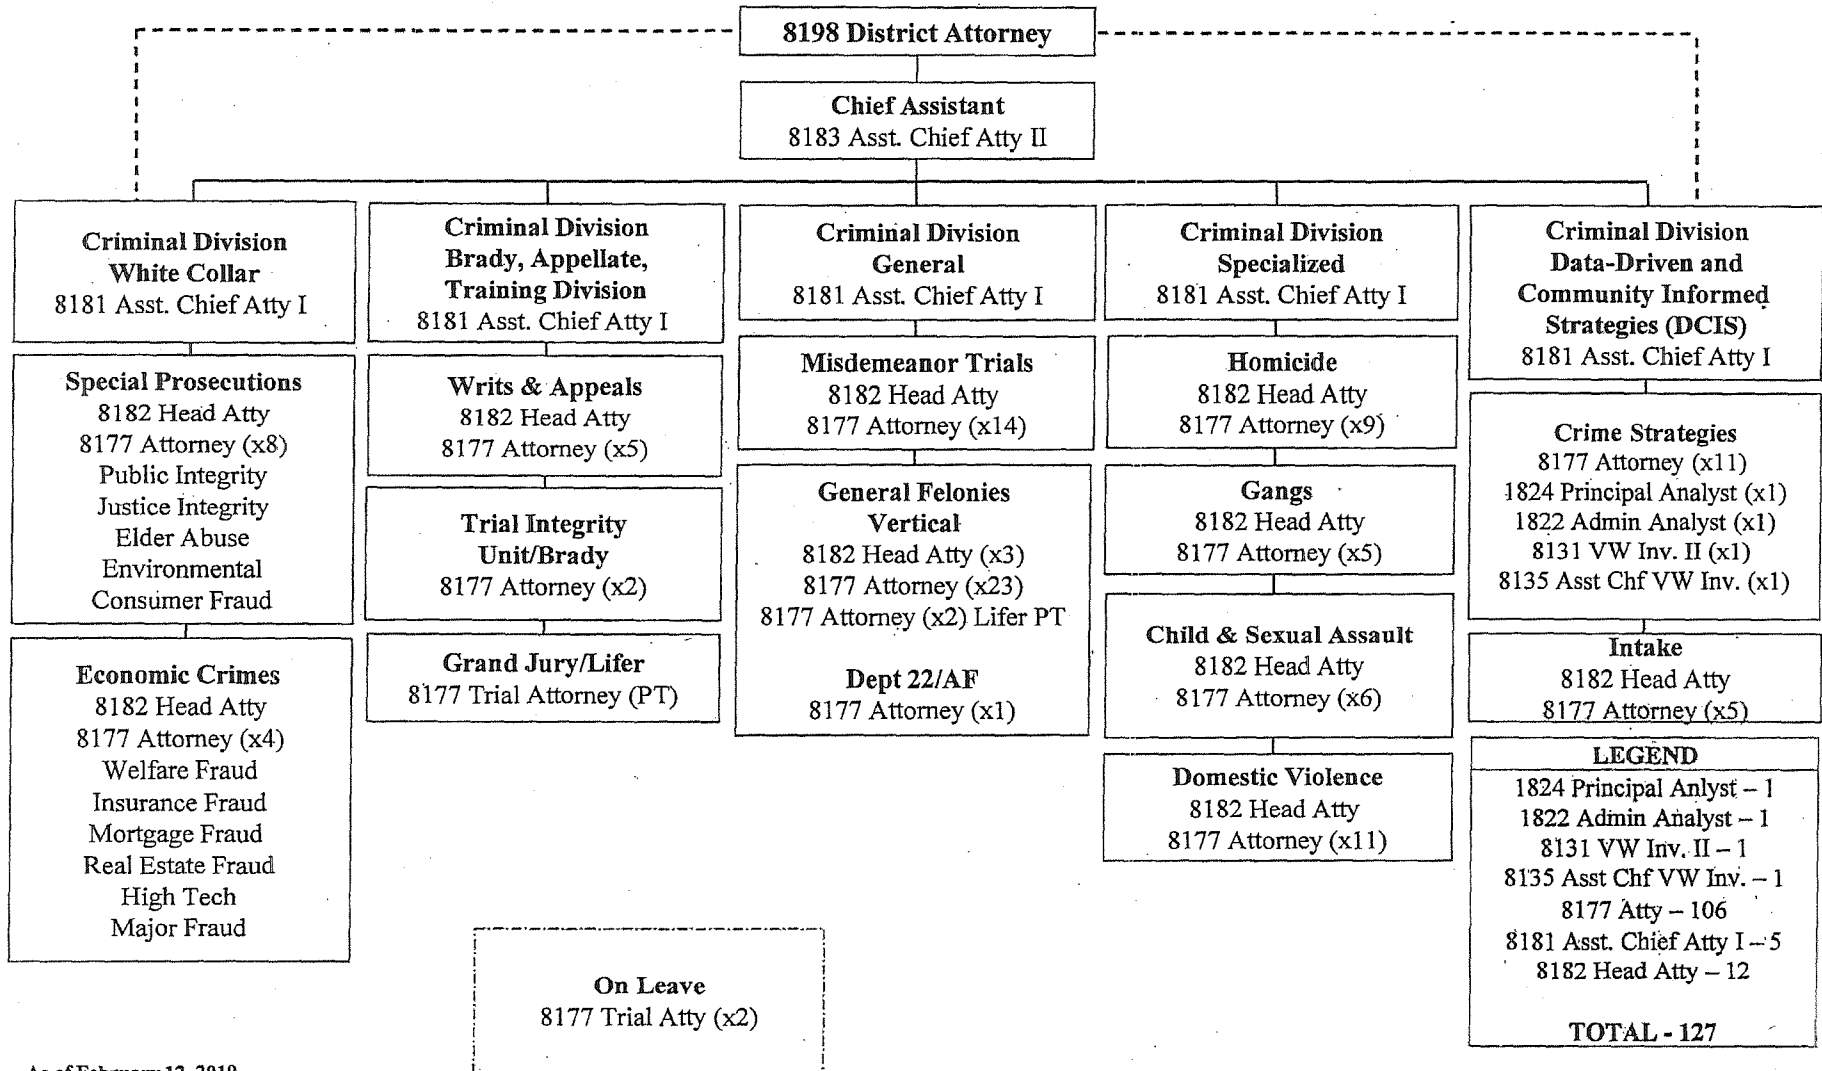 8198 District Attorney
Chief Assistant
8183 Asst. Chief Atty II
Criminal Division
White Collar
8181 Asst. Chief Atty I
Special Prosecutions
8182 Head Atty
8177 Attorney (x8)
Public Integrity
Justice Integrity
Elder Abuse
Environmental
Consumer Fraud
Economic Crimes
8182 Head Atty
8177 Attorney (x4)
Welfare Fraud
Insurance Fraud
Mortgage Fraud
Real Estate Fraud
High Tech
Major Fraud
Criminal Division
Brady, Appellate,
Training Division
8181 Asst. Chief Atty I
Writs & Appeals
8182 Head Atty
8177 Attorney (x5)
Trial Integrity
Unit/Brady
8177 Attorney (x2)
Grand Jury/Lifer
8177 Trial Attorney (PT)
Criminal Division
General
8181 Asst. Chief Atty I
Misdemeanor Trials
8182 Head Atty
8177 Attorney (x14)
General Felonies
Vertical
8182 Head Atty (x3)
8177 Attorney (x23)
8177 Attorney (x2) Lifer PT
Dept 22/AF
8177 Attorney (x1)
Criminal Division
Specialized
8181 Asst. Chief Atty I
Homicide
8182 Head Atty
8177 Attorney (x9)
Gangs
8182 Head Atty
8177 Attorney (x5)
Child & Sexual Assault
8182 Head Atty
8177 Attorney (x6)
Domestic Violence
8182 Head Atty
8177 Attorney (x11)
Criminal Division
Data-Driven and
Community Informed
Strategies (DCIS)
8181 Asst. Chief Atty I
Crime Strategies
8177 Attorney (x11)
1824 Principal Analyst (x1)
1822 Admin Analyst (x1)
8131 VW Inv. II (x1)
8135 Asst Chf VW Inv. (x1)
Intake
8182 Head Atty
8177 Attorney (x5)
LEGEND
1824 Principal Anlyst – 1
1822 Admin Analyst – 1
8131 VW Inv. II – 1
8135 Asst Chf VW Inv. – 1
8177 Atty – 106
8181 Asst. Chief Atty I – 5
8182 Head Atty – 12
TOTAL - 127
On Leave
8177 Trial Atty (x2)
As of February 12, 2019